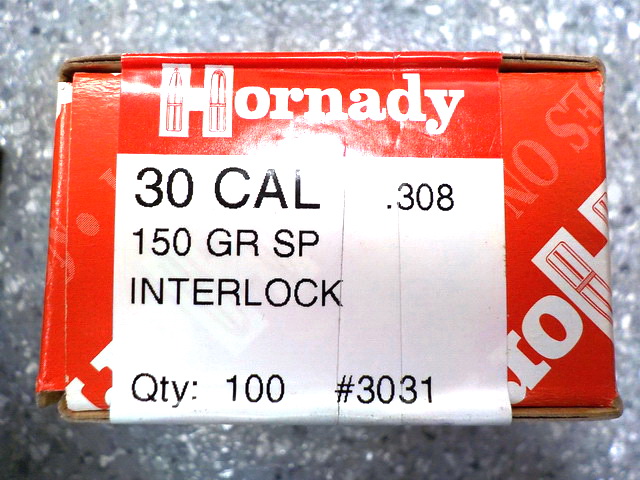 Hornady
30 CAL .308
150 GR SP
INTERLOCK
Qty: 100 #3031